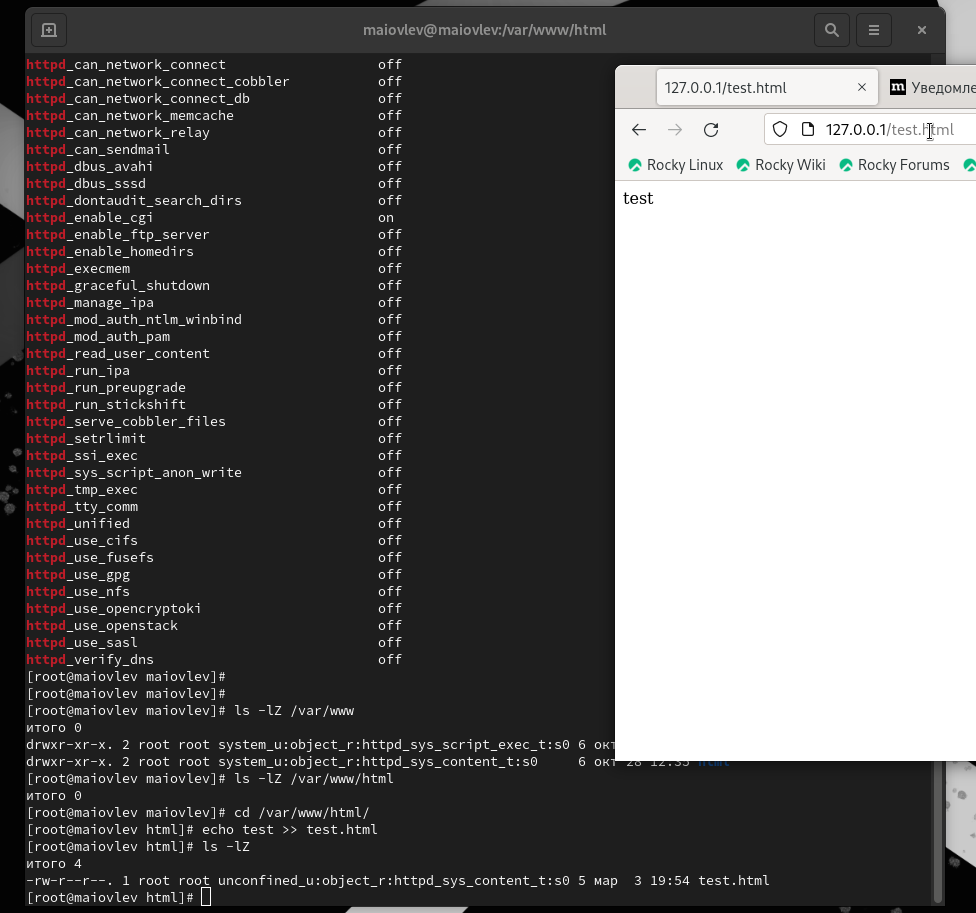 maiovlev@maiovlev:/var/www/html
httpd_can_network_connect off
httpd_can_network_connect_cobbler off
httpd_can_network_connect_db off
httpd_can_network_memcache off
httpd_can_network_relay off
httpd_can_sendmail off
httpd_dbus_avahi off
httpd_dbus_sssd off
httpd_dontaudit_search_dirs off
httpd_enable_cgi on
httpd_enable_ftp_server off
httpd_enable_homedirs off
httpd_execmem off
httpd_graceful_shutdown off
httpd_manage_ipa off
httpd_mod_auth_ntlm_winbind off
httpd_mod_auth_pam off
httpd_read_user_content off
httpd_run_ipa off
httpd_run_preupgrade off
httpd_run_stickshift off
httpd_serve_cobbler_files off
httpd_setrlimit off
httpd_ssi_exec off
httpd_sys_script_anon_write off
httpd_tmp_exec off
httpd_tty_comm off
httpd_unified off
httpd_use_cifs off
httpd_use_fusefs off
httpd_use_gpg off
httpd_use_nfs off
httpd_use_opencryptoki off
httpd_use_openstack off
httpd_use_sasl off
httpd_verify_dns off
[root@maiovlev maiovlev]#
[root@maiovlev maiovlev]#
[root@maiovlev maiovlev]# ls -lZ /var/www
итого 0
drwxr-xr-x. 2 root root system_u:object_r:httpd_sys_script_exec_t:s0 6 окт
drwxr-xr-x. 2 root root system_u:object_r:httpd_sys_content_t:s0 6 окт 28 12:35 html
[root@maiovlev maiovlev]# ls -lZ /var/www/html
итого 0
[root@maiovlev maiovlev]# cd /var/www/html/
[root@maiovlev html]# echo test >> test.html
[root@maiovlev html]# ls -lZ
итого 4
-rw-r--r--. 1 root root unconfined_u:object_r:httpd_sys_content_t:s0 5 мар 3 19:54 test.html
[root@maiovlev html]#
127.0.0.1/test.html
m Уведомле
127.0.0.1/test.html
Rocky Linux Rocky Wiki Rocky Forums
test